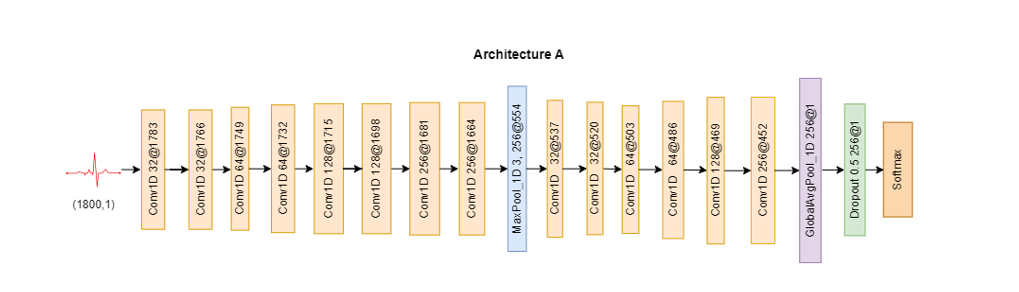 Architecture A
(1800,1)
Conv1D 32@1783
Conv1D 32@1766
Conv1D 64@1749
Conv1D 64@1732
Conv1D 128@1715
Conv1D 128@1698
Conv1D 256@1681
Conv1D 256@1664
MaxPool_1D 3, 256@554
Conv1D 32@537
Conv1D 32@520
Conv1D 64@503
Conv1D 64@486
Conv1D 128@469
Conv1D 256@452
GlobalAvgPool_1D 256@1
Dropout 0.5 256@1
Softmax